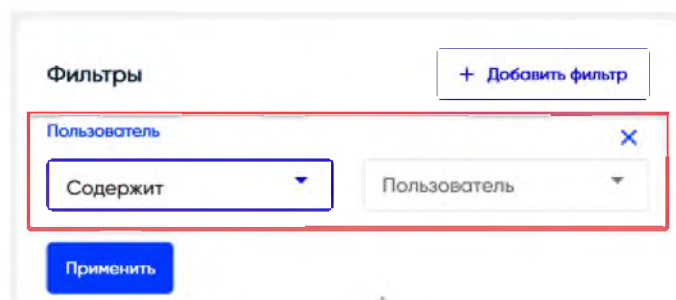 Фильтры
+ Добавить фильтр
Пользователь
Содержит
Пользователь
Применить